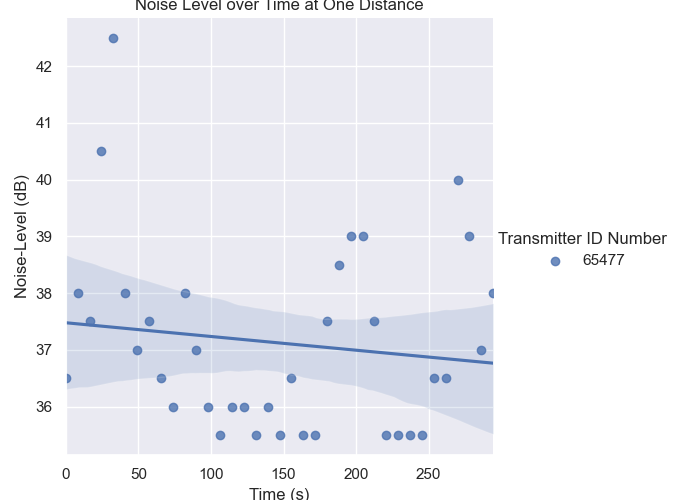 Noise Level over Time at One Distance
42
41
40
39
38
37
36
Noise-Level (dB)
0 50 100 150 200 250
Time (s)
Transmitter ID Number
65477